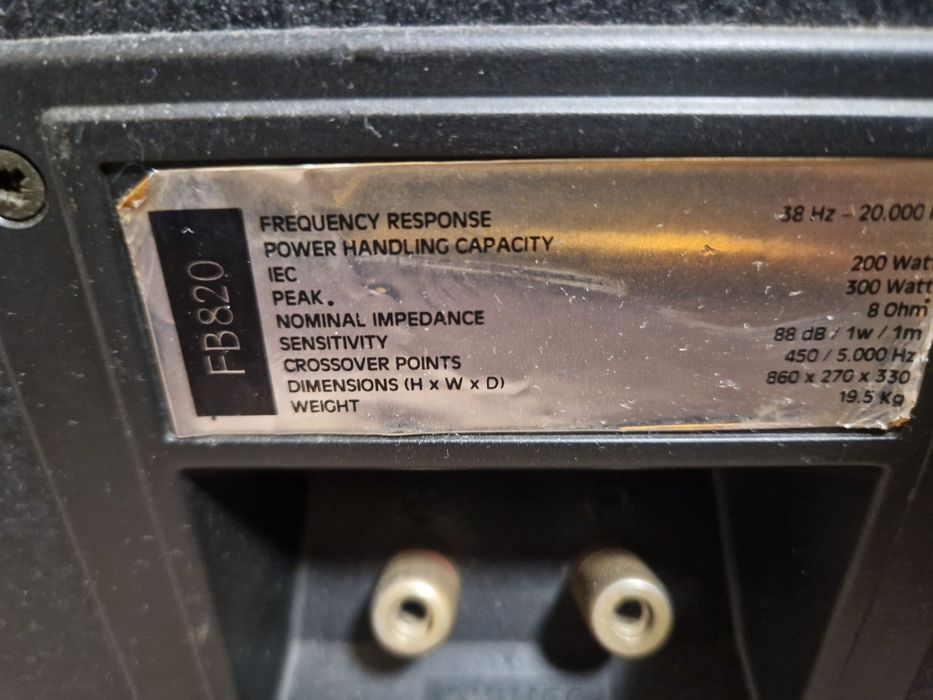 FB820
FREQUENCY RESPONSE 38 Hz – 20.000
POWER HANDLING CAPACITY
IEC 200 Watt
PEAK. 300 Watt
NOMINAL IMPEDANCE 8 Ohm
SENSITIVITY 88 dB / 1w / 1m
CROSSOVER POINTS 450 / 5.000 Hz
DIMENSIONS (H x W x D) 860 x 270 x 330
WEIGHT 19.5 Kg